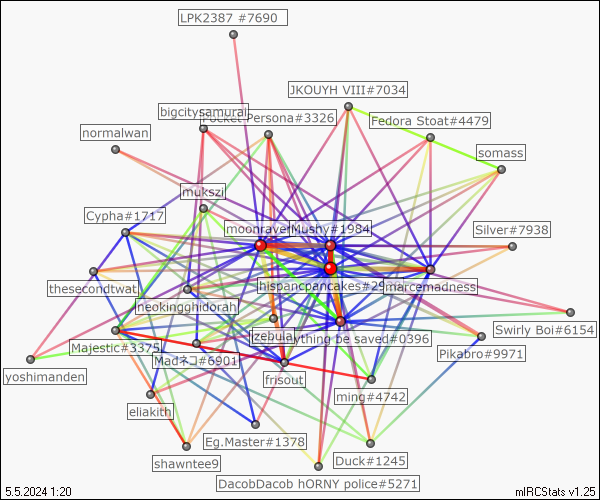 LPK2387 #7690
JKOUYH VIII#7034
bigcitysamurai
Pocket Persona#3326
Fedora Stoat#4479
normalwan
somass
mukszi
Cypha#1717
moonraven
Mushy#1984
Silver#7938
thesecondtwat
hispancpancakes#29
marcemadness
neokingghidorah
Swirly Boi#6154
Majestic#3375
zebula
anything be saved#0396
Madネコ#6901
Pikabro#9971
yoshimanden
frisout
ming#4742
eliakith
Eg.Master#1378
Duck#1245
shawntee9
DacobDacob hORNY police#5271
5.5.2024 1:20
mIRCStats v1.25